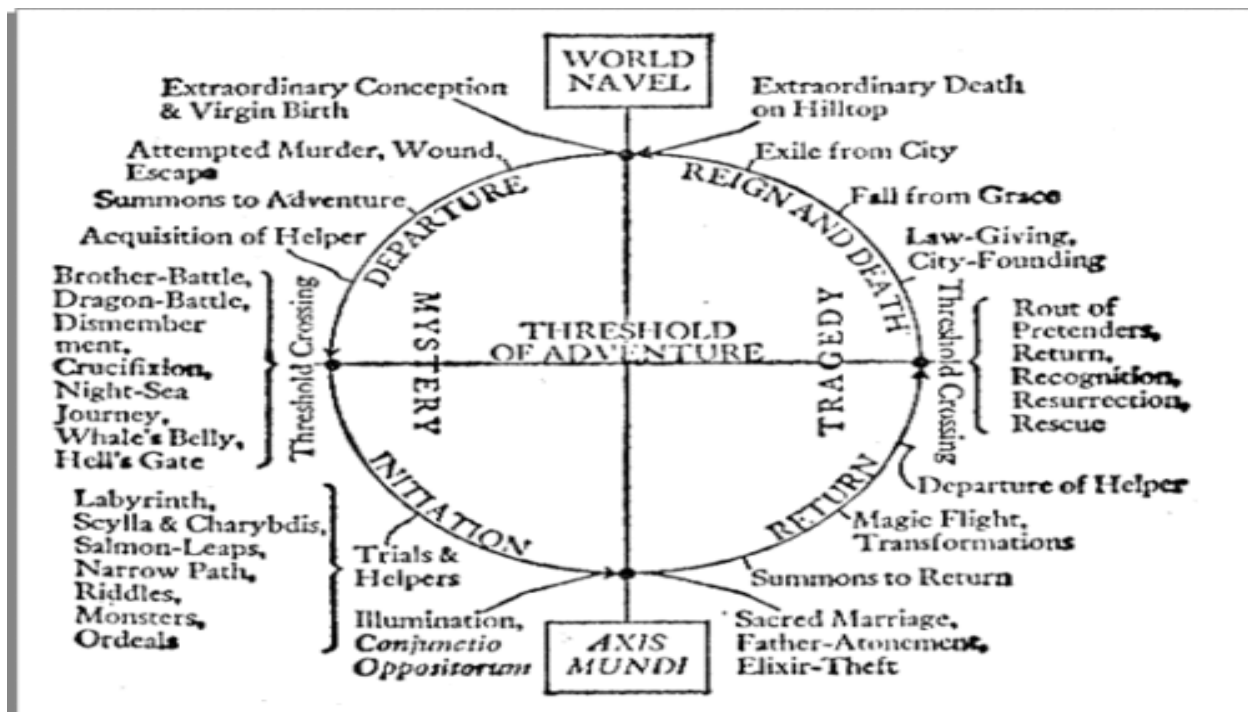 WORLD
NAVEL
Extraordinary Conception
& Virgin Birth
Extraordinary Death
on Hilltop
Attempted Murder, Wound,
Escape
Exile from City
Summons to Adventure
Fall from Grace
Acquisition of Helper
Law-Giving,
City-Founding
DEPARTURE
REIGN AND DEATH
Brother-Battle,
Dragon-Battle,
Dismember
ment,
Crucifixion,
Night-Sea
Journey,
Whale's Belly,
Hell's Gate
Threshold Crossing
MYSTERY
THRESHOLD
OF ADVENTURE
TRAGEDY
Threshold Crossing
Rout of
Pretenders,
Return,
Recognition,
Resurrection,
Rescue
INITIATION
RETURN
Labyrinth,
Scylla & Charybdis,
Salmon-Leaps,
Narrow Path,
Riddles,
Monsters,
Ordeals
Trials &
Helpers
Departure of Helper
Magic Flight,
Transformations
Summons to Return
Illumination,
Conjunctio
Oppositorum
AXIS
MUNDI
Sacred Marriage,
Father-Atonement,
Elixir-Theft